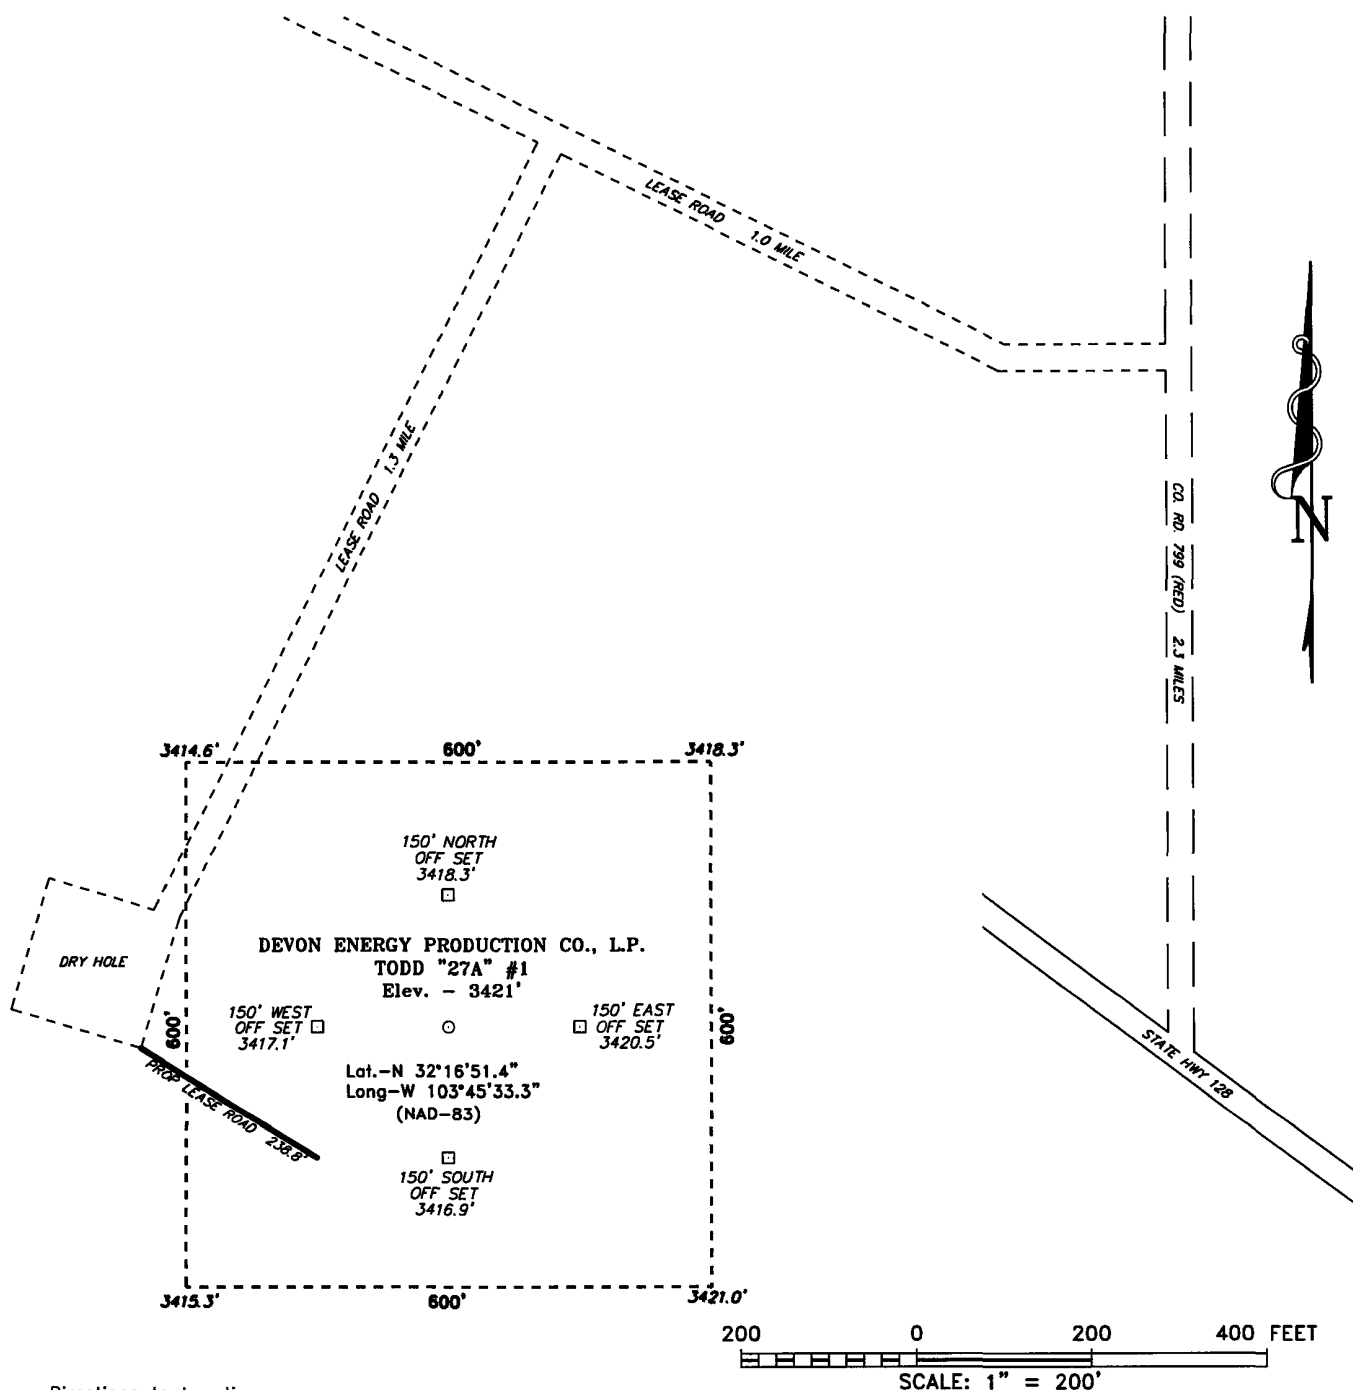 LEASE ROAD 1.0 MILE
LEASE ROAD 1.3 MILE
CO. RD. 799 (RED) 2.3 MILES
N
3414.6' 600' 3418.3'
150' NORTH
OFF SET
3418.3'
DEVON ENERGY PRODUCTION CO., L.P.
TODD "27A" #1
Elev. - 3421'
DRY HOLE
600'
150' WEST
OFF SET
3417.1'
150' EAST
OFF SET
3420.5'
600'
Lat.-N 32°16'51.4"
Long-W 103°45'33.3"
(NAD-83)
PROP LEASE ROAD 238.8'
STATE HWY 128
150' SOUTH
OFF SET
3416.9'
3415.3' 600' 3421.0'
200 0 200 400 FEET
SCALE: 1" = 200'